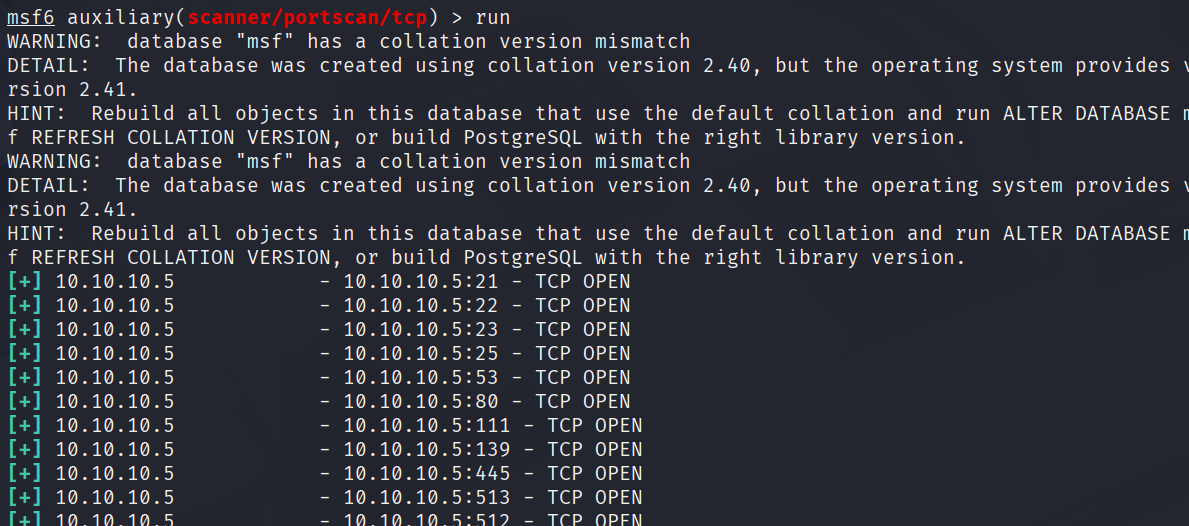 msf6 auxiliary(scanner/portscan/tcp) > run
WARNING:  database "msf" has a collation version mismatch
DETAIL:  The database was created using collation version 2.40, but the operating system provides
rsion 2.41.
HINT:  Rebuild all objects in this database that use the default collation and run ALTER DATABASE
f REFRESH COLLATION VERSION, or build PostgreSQL with the right library version.
WARNING:  database "msf" has a collation version mismatch
DETAIL:  The database was created using collation version 2.40, but the operating system provides
rsion 2.41.
HINT:  Rebuild all objects in this database that use the default collation and run ALTER DATABASE
f REFRESH COLLATION VERSION, or build PostgreSQL with the right library version.
[+] 10.10.10.5            - 10.10.10.5:21 - TCP OPEN
[+] 10.10.10.5            - 10.10.10.5:22 - TCP OPEN
[+] 10.10.10.5            - 10.10.10.5:23 - TCP OPEN
[+] 10.10.10.5            - 10.10.10.5:25 - TCP OPEN
[+] 10.10.10.5            - 10.10.10.5:53 - TCP OPEN
[+] 10.10.10.5            - 10.10.10.5:80 - TCP OPEN
[+] 10.10.10.5            - 10.10.10.5:111 - TCP OPEN
[+] 10.10.10.5            - 10.10.10.5:139 - TCP OPEN
[+] 10.10.10.5            - 10.10.10.5:445 - TCP OPEN
[+] 10.10.10.5            - 10.10.10.5:513 - TCP OPEN
[+] 10.10.10.5            - 10.10.10.5:512 - TCP OPEN